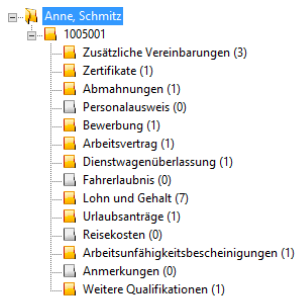 Anne, Schmitz
1005001
Zusätzliche Vereinbarungen (3)
Zertifikate (1)
Abmahnungen (1)
Personalausweis (0)
Bewerbung (1)
Arbeitsvertrag (1)
Dienstwagenüberlassung (1)
Fahrerlaubnis (0)
Lohn und Gehalt (7)
Urlaubsanträge (1)
Reisekosten (0)
Arbeitsunfähigkeitsbescheinigungen (1)
Anmerkungen (0)
Weitere Qualifikationen (1)